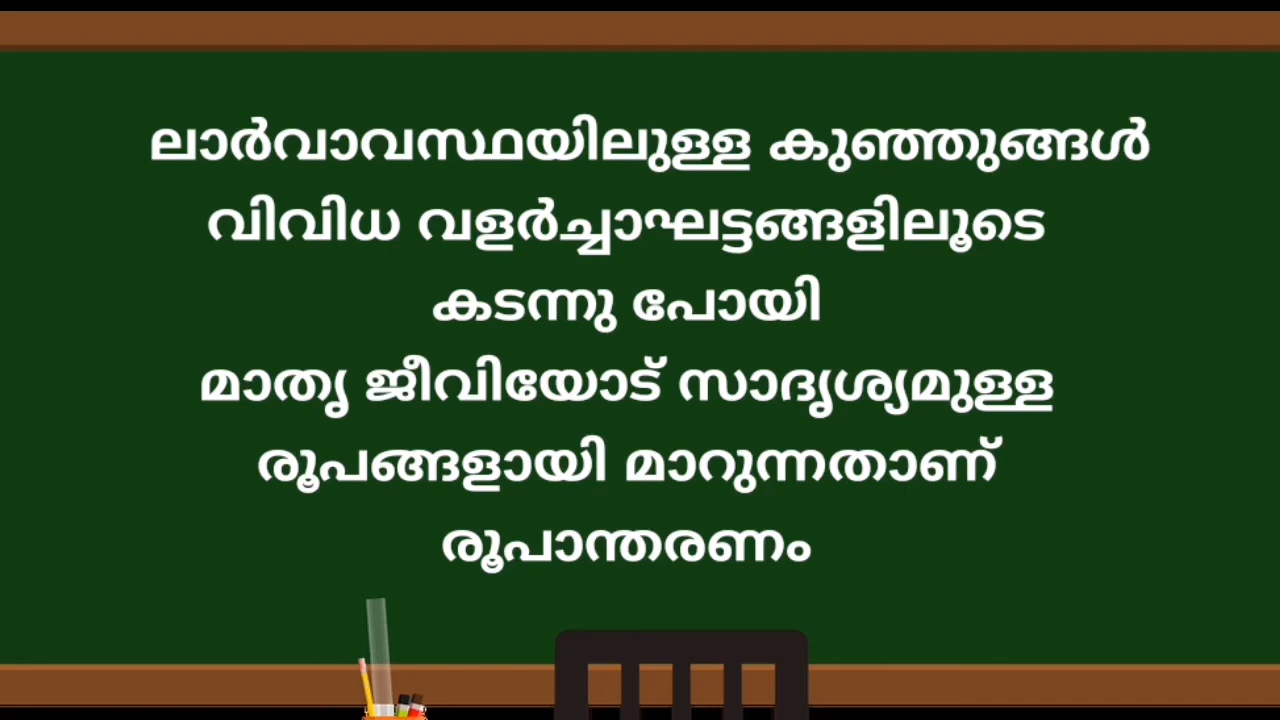 ലാർവാവസ്ഥയിലുള്ള കുഞ്ഞുങ്ങൾ
വിവിധ വളർച്ചാഘട്ടങ്ങളിലൂടെ
കടന്നു പോയി
മാതൃ ജീവിയോട് സാദൃശ്യമുള്ള
രൂപങ്ങളായി മാറുന്നതാണ്
രൂപാന്തരണം